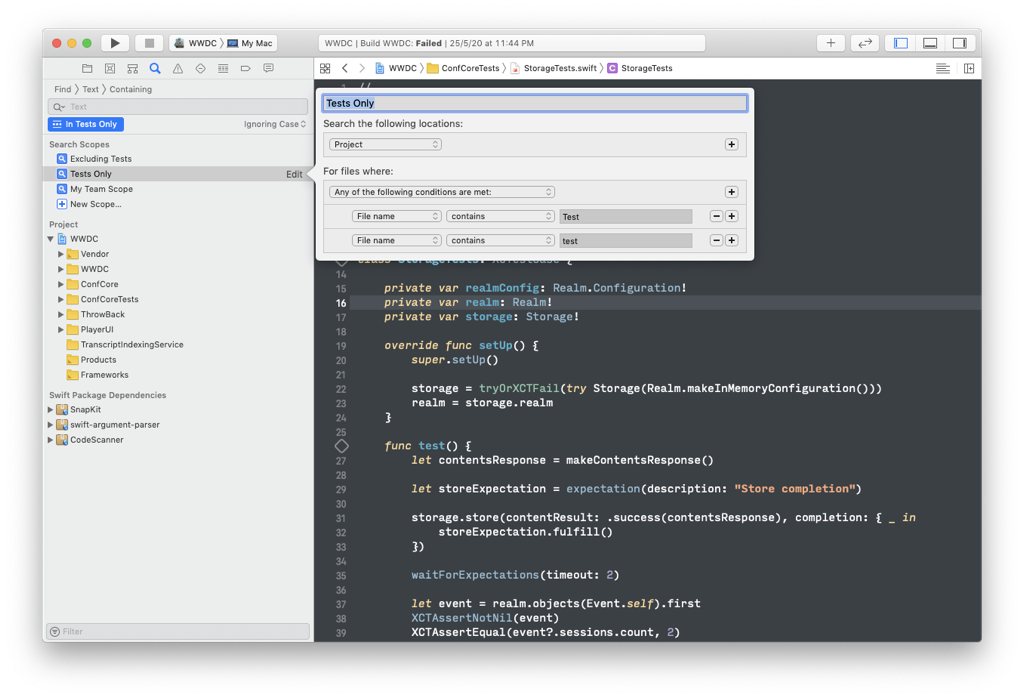 WWDC 〉 My Mac
WWDC | Build WWDC: Failed | 25/5/20 at 11:44 PM
Find 〉 Text 〉 Containing
Text
In Tests Only
Ignoring Case
Search Scopes
Excluding Tests
Tests Only Edit
My Team Scope
New Scope...
Project
WWDC
Vendor
WWDC
ConfCore
ConfCoreTests
ThrowBack
PlayerUI
TranscriptIndexingService
Products
Frameworks
Swift Package Dependencies
SnapKit
swift-argument-parser
CodeScanner
Filter
WWDC 〉 ConfCoreTests 〉 StorageTests.swift 〉 C StorageTests
1 //
Tests Only
Search the following locations:
Project
For files where:
Any of the following conditions are met:
File name contains Test
File name contains test
class StorageTests: XCTestCase {
14
15 private var realmConfig: Realm.Configuration!
16 private var realm: Realm!
17 private var storage: Storage!
18
19 override func setUp() {
20 super.setUp()
21
22 storage = tryOrXCTFail(try Storage(Realm.makeInMemoryConfiguration()))
23 realm = storage.realm
24 }
25
func test() {
27 let contentsResponse = makeContentsResponse()
28
29 let storeExpectation = expectation(description: "Store completion")
30
31 storage.store(contentResult: .success(contentsResponse), completion: { _ in
32 storeExpectation.fulfill()
33 })
34
35 waitForExpectations(timeout: 2)
36
37 let event = realm.objects(Event.self).first
38 XCTAssertNotNil(event)
39 XCTAssertEqual(event?.sessions.count, 2)